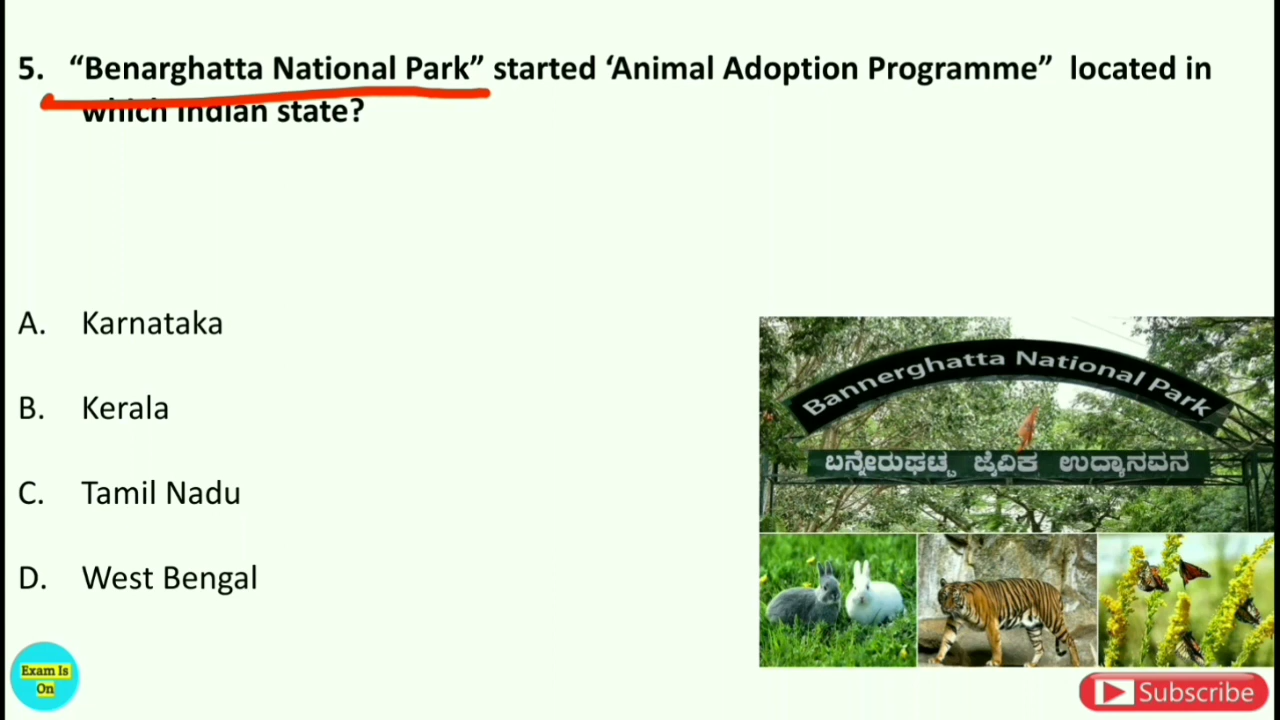 5. “Benarghatta National Park” started ‘Animal Adoption Programme” located in
which Indian state?
A. Karnataka
B. Kerala
C. Tamil Nadu
D. West Bengal
Bannerghatta National Park
ಬನ್ನೇರುಘಟ್ಟ ಜೈವಿಕ ಉದ್ಯಾನವನ
Exam Is
On
Subscribe